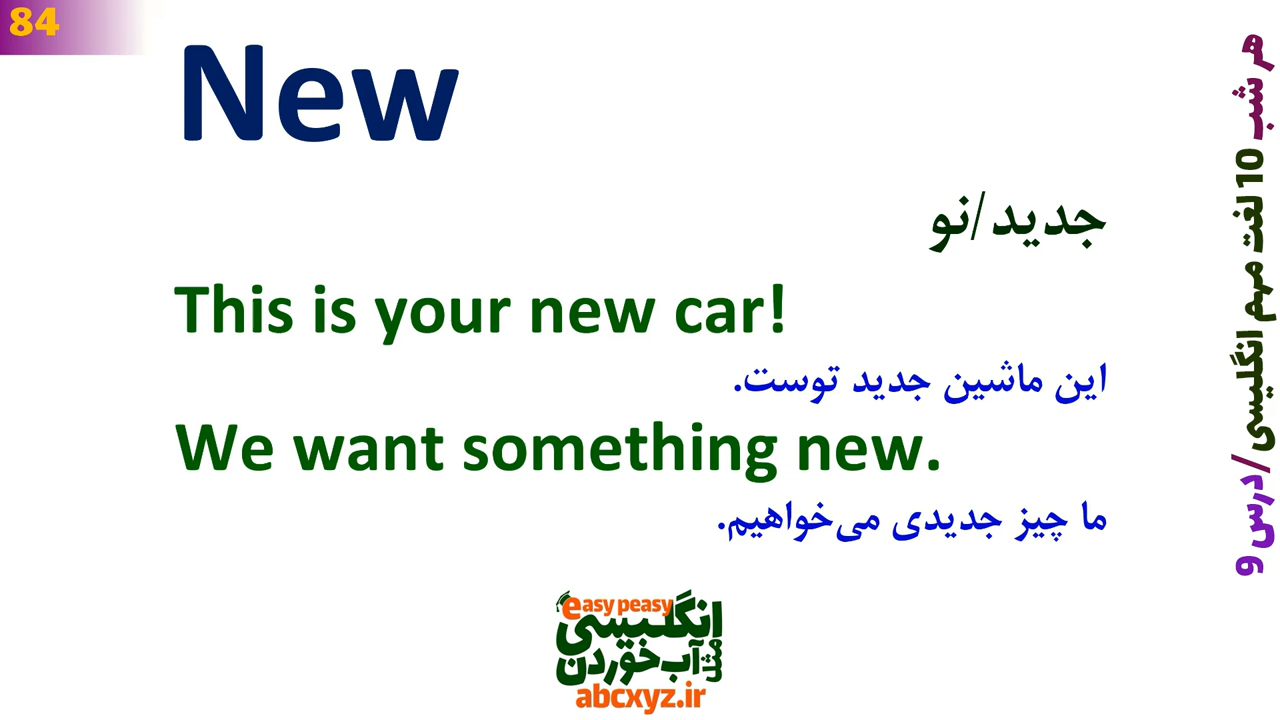 84
New
جدید/نو
This is your new car!
این ماشین جدید توست.
We want something new.
ما چیز جدیدی می‌خواهیم.
هر شب 10 لغت مهم انگلیسی/درس 9
easy peasy
انگلیسی
مثل
آب خوردن
abcxyz.ir